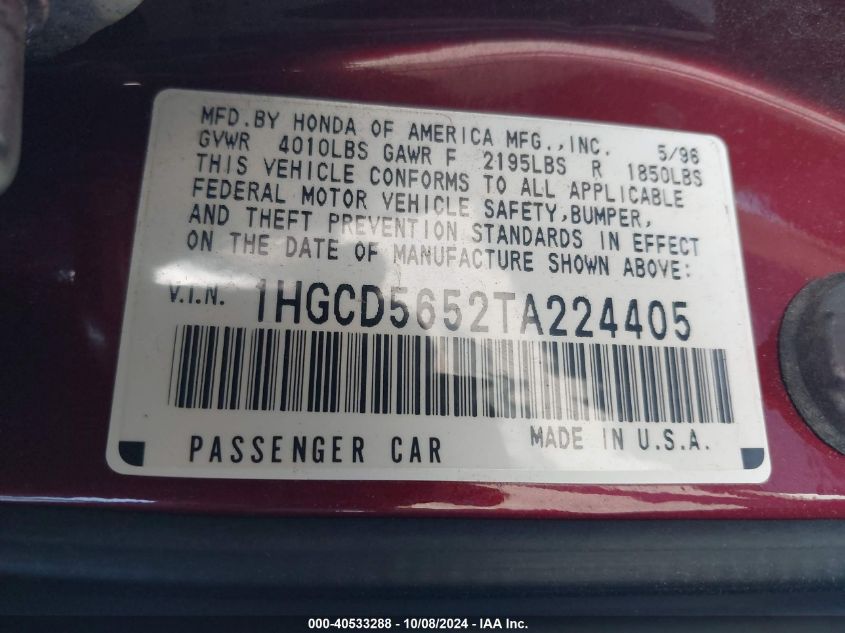 MFD.BY HONDA OF AMERICA MFG.,INC. 5/96
GVWR 4010LBS GAWR F 2195LBS R 1850LBS
THIS VEHICLE CONFORMS TO ALL APPLICABLE
FEDERAL MOTOR VEHICLE SAFETY,BUMPER,
AND THEFT PREVENTION STANDARDS IN EFFECT
ON THE DATE OF MANUFACTURE SHOWN ABOVE:
V.I.N. 1HGCD5652TA224405
PASSENGER CAR MADE IN U.S.A.
000-40533288 - 10/08/2024 - IAA Inc.